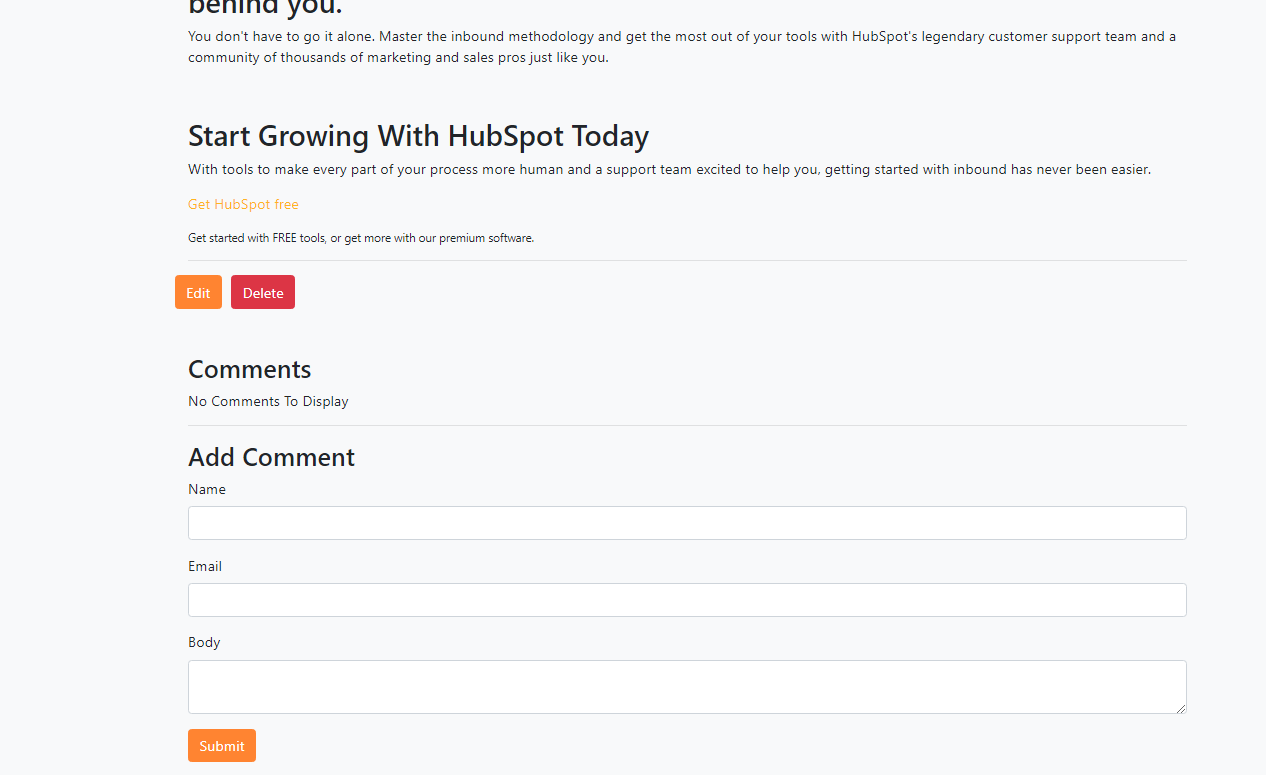 behind you.
You don't have to go it alone. Master the inbound methodology and get the most out of your tools with HubSpot's legendary customer support team and a
community of thousands of marketing and sales pros just like you.
Start Growing With HubSpot Today
With tools to make every part of your process more human and a support team excited to help you, getting started with inbound has never been easier.
Get HubSpot free
Get started with FREE tools, or get more with our premium software.
Edit Delete
Comments
No Comments To Display
Add Comment
Name
Email
Body
Submit